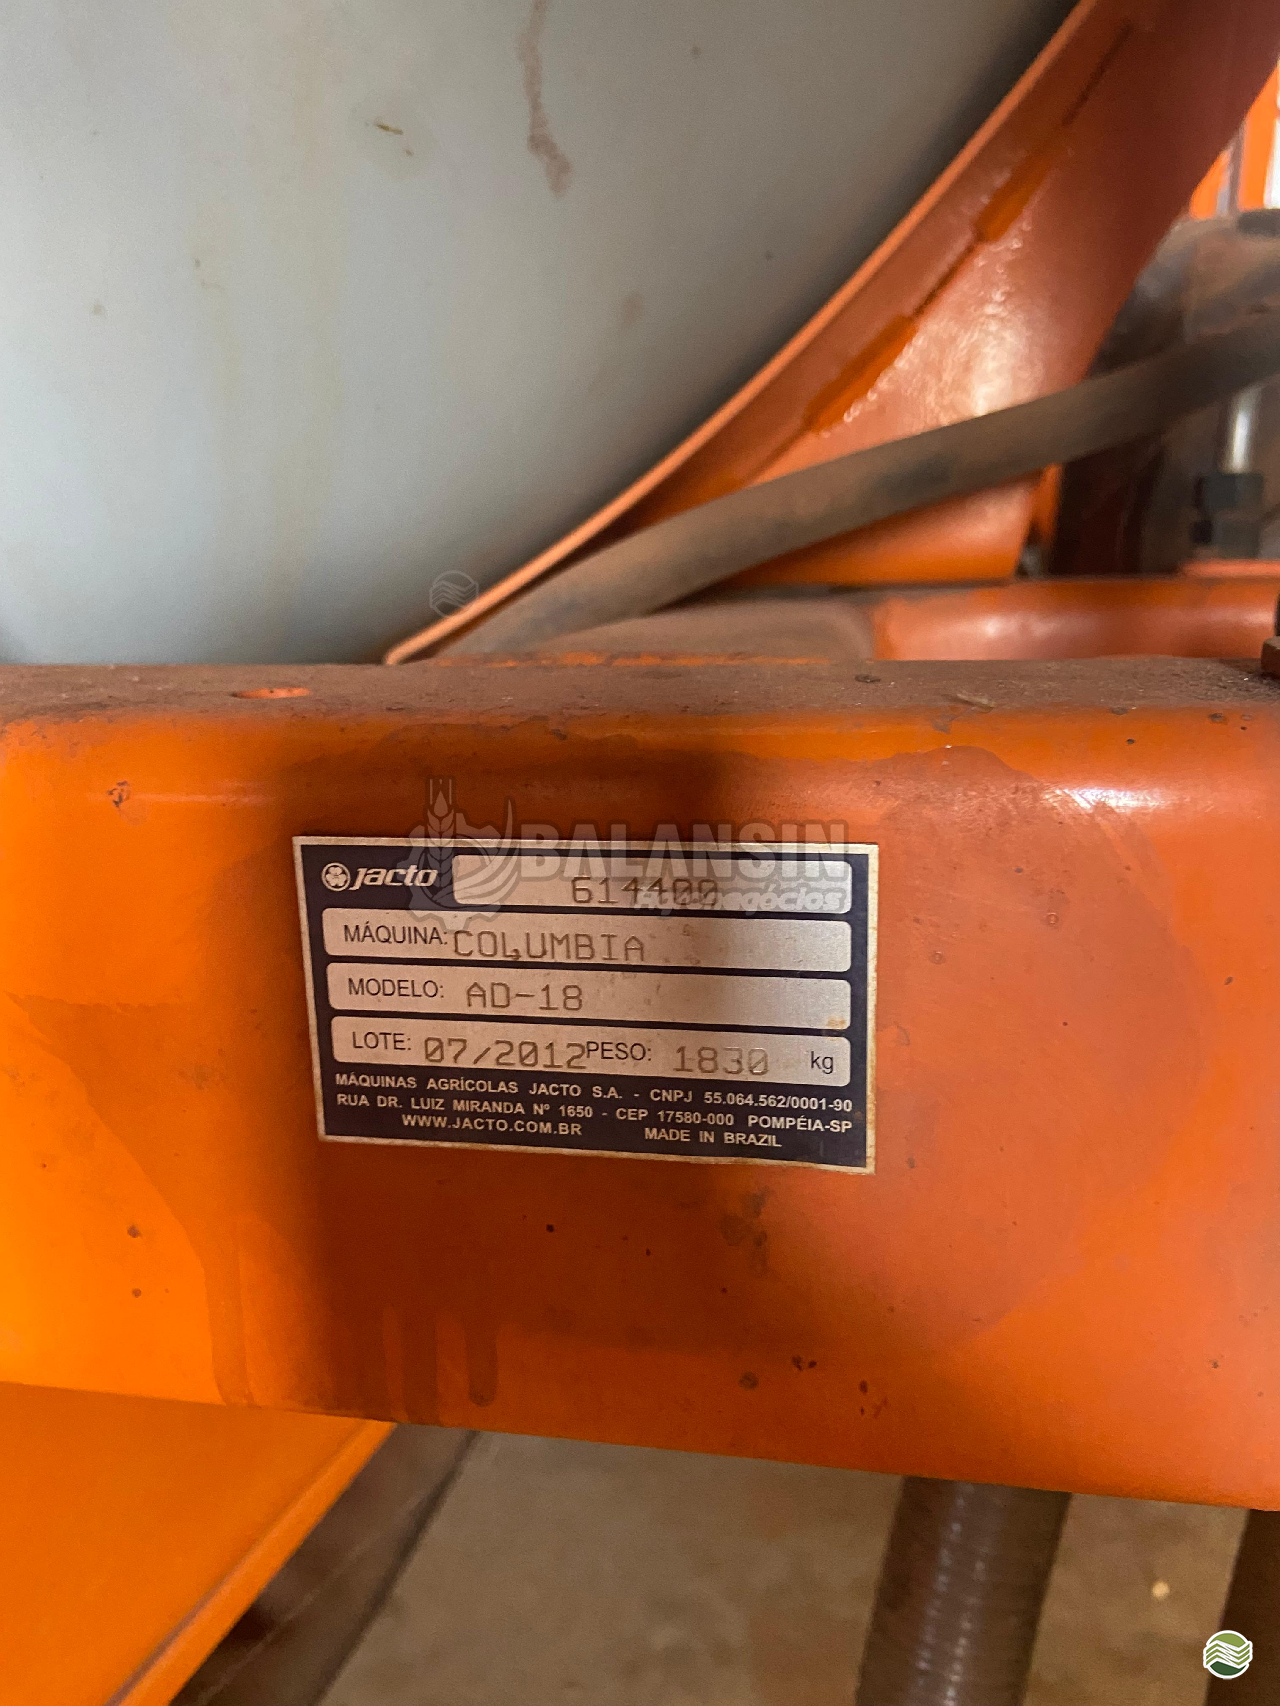 BALANSIN
Agronegócios
jacto 614400
MÁQUINA: COLUMBIA
MODELO: AD-18
LOTE: 07/2012 PESO: 1830 kg
MÁQUINAS AGRÍCOLAS JACTO S.A. - CNPJ 55.064.562/0001-90
RUA DR. LUIZ MIRANDA Nº 1650 - CEP 17580-000 POMPÉIA-SP
WWW.JACTO.COM.BR MADE IN BRAZIL